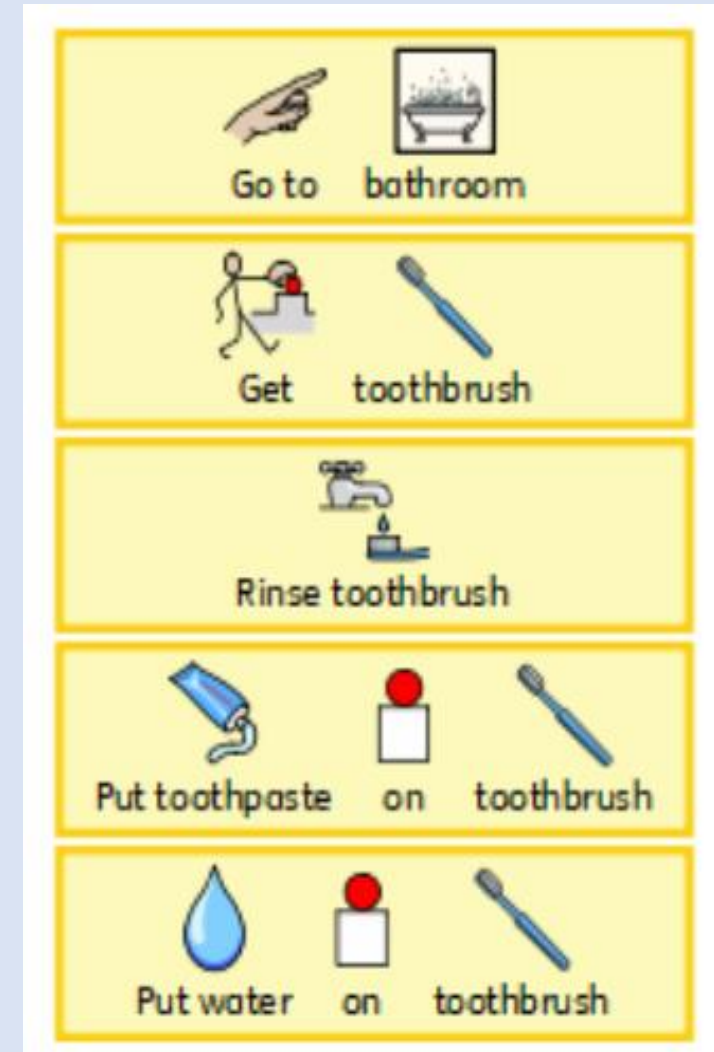 Go to bathroom
Get toothbrush
Rinse toothbrush
Put toothpaste on toothbrush
Put water on toothbrush